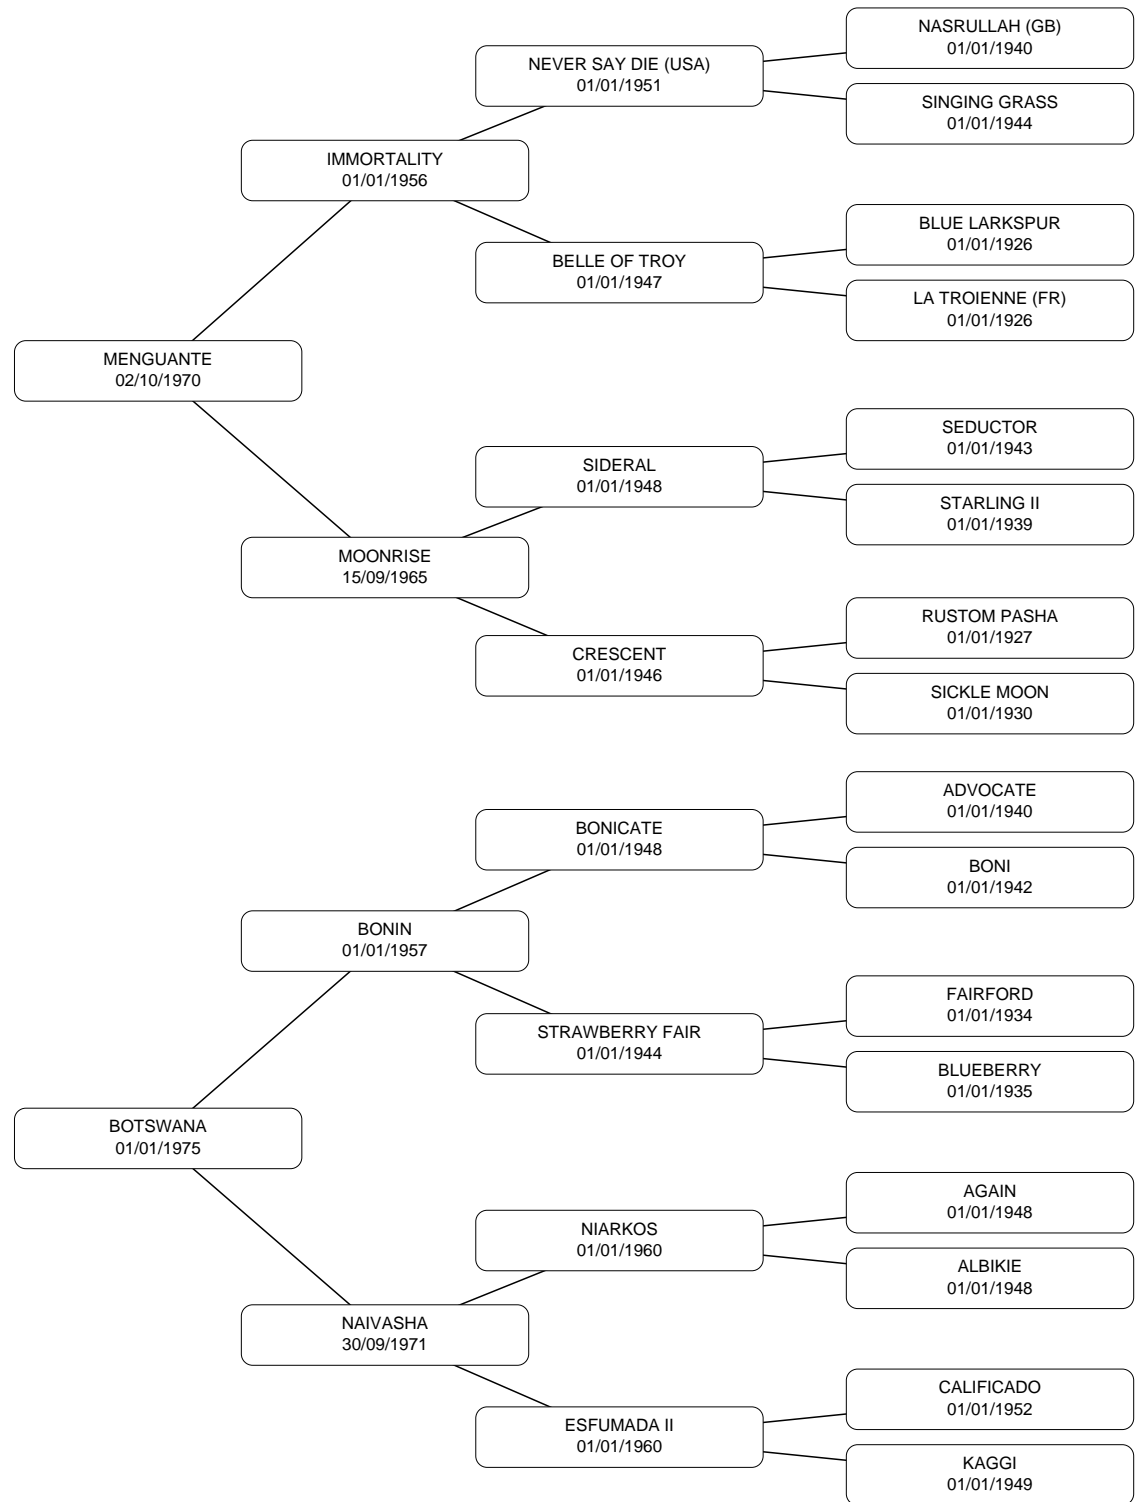 NASRULLAH (GB)
01/01/1940
NEVER SAY DIE (USA)
01/01/1951
SINGING GRASS
01/01/1944
IMMORTALITY
01/01/1956
BLUE LARKSPUR
01/01/1926
BELLE OF TROY
01/01/1947
LA TROIENNE (FR)
01/01/1926
MENGUANTE
02/10/1970
SEDUCTOR
01/01/1943
SIDERAL
01/01/1948
STARLING II
01/01/1939
MOONRISE
15/09/1965
RUSTOM PASHA
01/01/1927
CRESCENT
01/01/1946
SICKLE MOON
01/01/1930
ADVOCATE
01/01/1940
BONICATE
01/01/1948
BONI
01/01/1942
BONIN
01/01/1957
FAIRFORD
01/01/1934
STRAWBERRY FAIR
01/01/1944
BLUEBERRY
01/01/1935
BOTSWANA
01/01/1975
AGAIN
01/01/1948
NIARKOS
01/01/1960
ALBIKIE
01/01/1948
NAIVASHA
30/09/1971
CALIFICADO
01/01/1952
ESFUMADA II
01/01/1960
KAGGI
01/01/1949